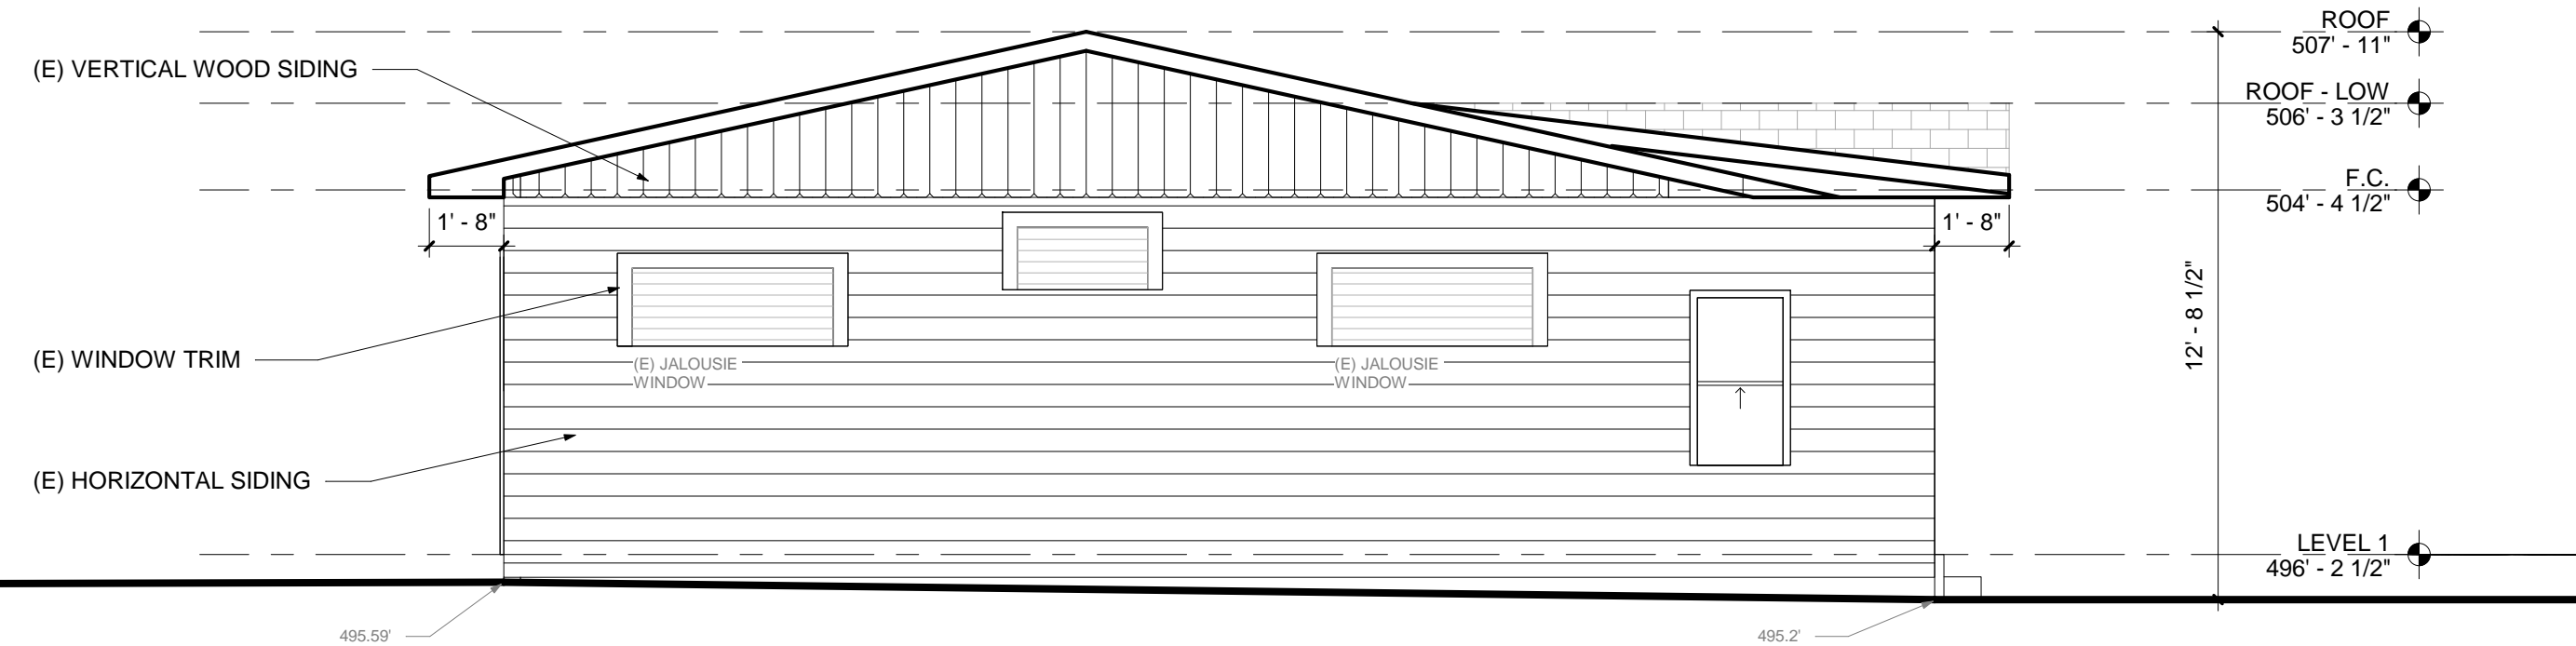 ROOF
507' - 11"
(E) VERTICAL WOOD SIDING
ROOF - LOW
506' - 3 1/2"
F.C.
504' - 4 1/2"
1' - 8"
1' - 8"
12' - 8 1/2"
(E) WINDOW TRIM
(E) JALOUSIE
WINDOW
(E) JALOUSIE
WINDOW
(E) HORIZONTAL SIDING
LEVEL 1
496' - 2 1/2"
495.59'
495.2'